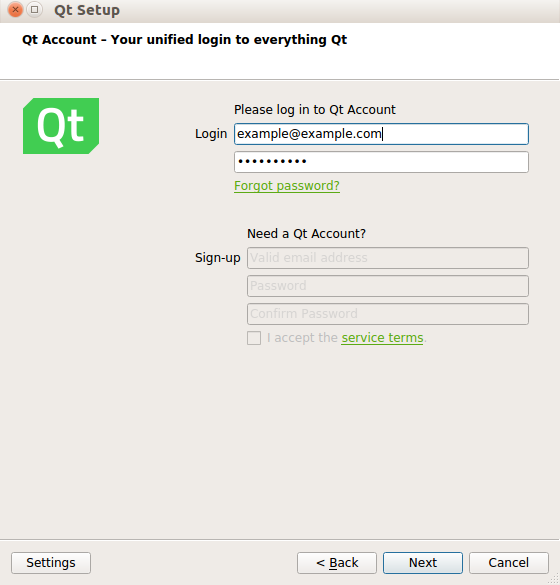 Qt Setup
Qt Account – Your unified login to everything Qt
Qt
Please log in to Qt Account
Login example@example.com
••••••••••
Forgot password?
Need a Qt Account?
Sign-up Valid email address
Password
Confirm Password
I accept the service terms.
Settings < Back Next Cancel